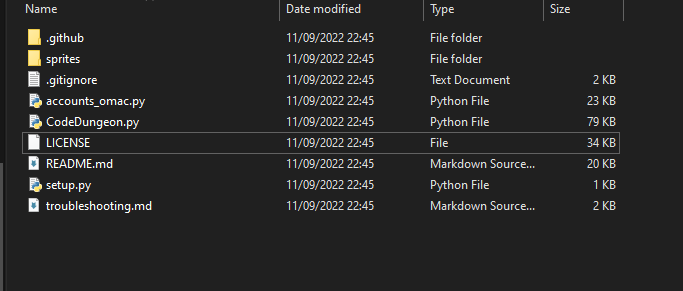 Name Date modified Type Size
.github 11/09/2022 22:45 File folder
sprites 11/09/2022 22:45 File folder
.gitignore 11/09/2022 22:45 Text Document 2 KB
accounts_omac.py 11/09/2022 22:45 Python File 23 KB
CodeDungeon.py 11/09/2022 22:45 Python File 79 KB
LICENSE 11/09/2022 22:45 File 34 KB
README.md 11/09/2022 22:45 Markdown Source... 20 KB
setup.py 11/09/2022 22:45 Python File 1 KB
troubleshooting.md 11/09/2022 22:45 Markdown Source... 2 KB